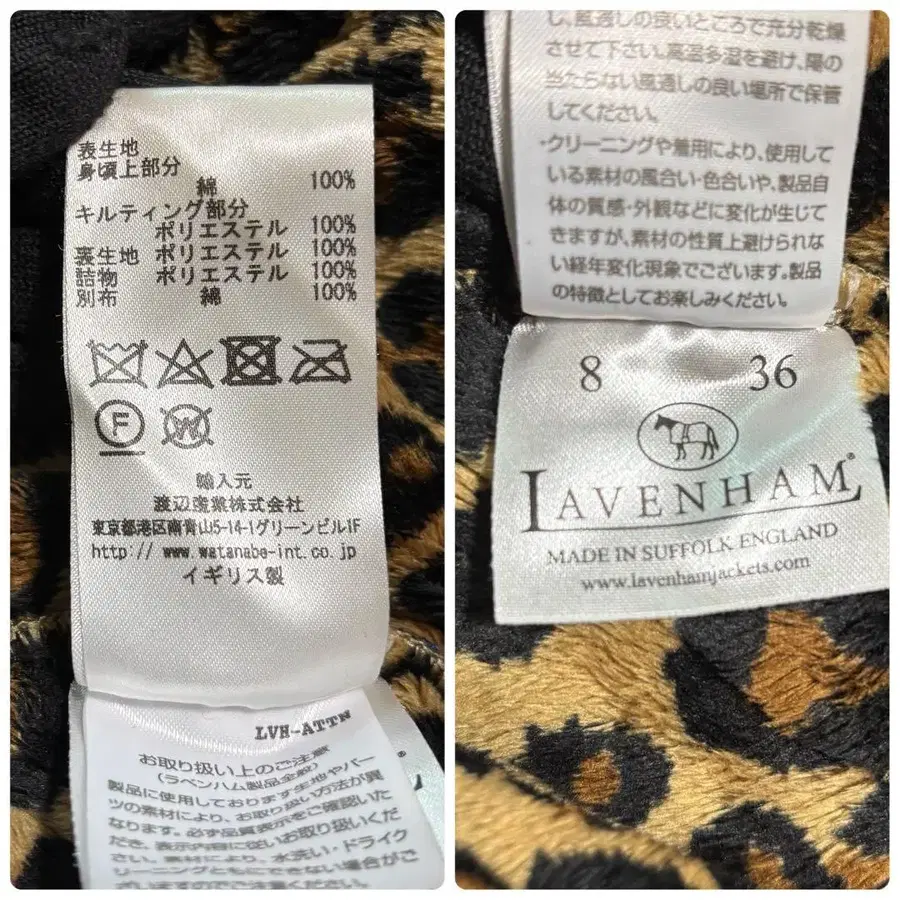 表生地
身頃上部分
綿 100%
キルティング部分
ポリエステル 100%
裏生地 ポリエステル 100%
詰物 ポリエステル 100%
別布 綿 100%
F
W
輸入元
渡辺産業株式会社
東京都港区南青山5-14-1グリーンビル1F
http://www.watanabe-int.co.jp
イギリス製
LVH-ATTN
お取り扱い上のご注意
(ラベンハム製品全般)
製品に使用しております生地やパー
ツの素材により、お取り扱い方法が異
なります。必ず品質表示をご確認いた
だき、表示内容に従いお取り扱いくだ
さい。素材により、水洗い・ドライク
リーニングともにできない場合がご
ざいますのでご注意ください。
し、風通しの良いところで充分乾燥
させて下さい。高温多湿を避け、陽の
当たらない風通しの良い場所で保管
してください。
・クリーニングや着用により、使用して
いる素材の風合い・色合いや、製品自
体の質感・外観などに変化が生じて
きますが、素材の性質上避けられな
い経年変化現象でございます。製品
の特徴としてお楽しみください。
8 36
LAVENHAM®
MADE IN SUFFOLK ENGLAND
www.lavenhamjackets.com